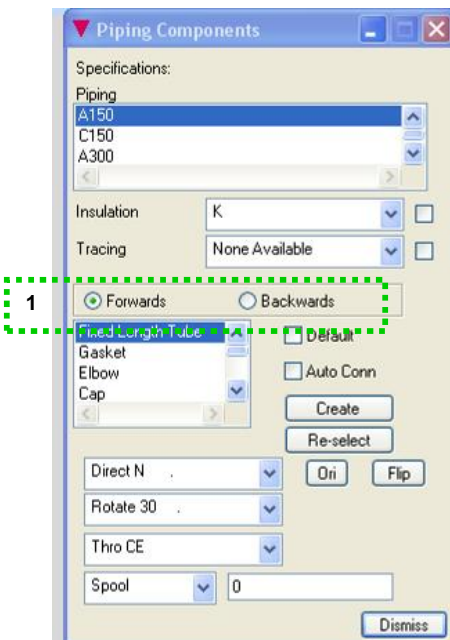 Piping Components
Specifications:
Piping
A150
C150
A300
Insulation K
Tracing None Available
1 Forwards Backwards
Fixed Length Tube Default
Gasket
Elbow Auto Conn
Cap
Create
Re-select
Direct N . Ori Flip
Rotate 30 .
Thro CE
Spool 0
Dismiss